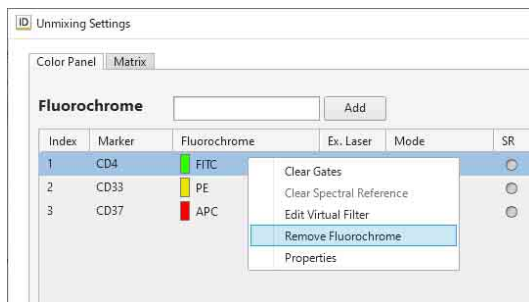 ID Unmixing Settings
Color Panel Matrix
Fluorochrome Add
Index Marker Fluorochrome Ex. Laser Mode SR
1 CD4 FITC
Clear Gates
Clear Spectral Reference
2 CD33 PE
Edit Virtual Filter
3 CD37 APC
Remove Fluorochrome
Properties